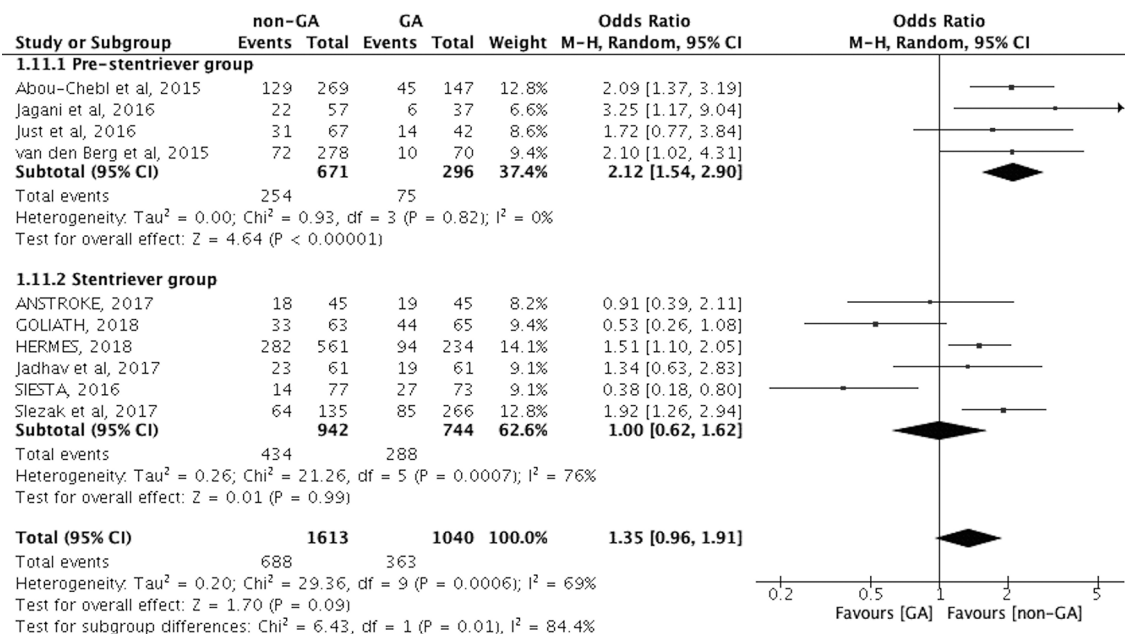 non-GA GA Odds Ratio Odds Ratio
Study or Subgroup Events Total Events Total Weight M-H, Random, 95% CI M-H, Random, 95% CI
1.11.1 Pre-stentriever group
Abou-Chebl et al, 2015 129 269 45 147 12.8% 2.09 [1.37, 3.19]
Jagani et al, 2016 22 57 6 37 6.6% 3.25 [1.17, 9.04]
Just et al, 2016 31 67 14 42 8.6% 1.72 [0.77, 3.84]
van den Berg et al, 2015 72 278 10 70 9.4% 2.10 [1.02, 4.31]
Subtotal (95% CI) 671 296 37.4% 2.12 [1.54, 2.90]
Total events 254 75
Heterogeneity: Tau² = 0.00; Chi² = 0.93, df = 3 (P = 0.82); I² = 0%
Test for overall effect: Z = 4.64 (P < 0.00001)
1.11.2 Stentriever group
ANSTROKE, 2017 18 45 19 45 8.2% 0.91 [0.39, 2.11]
GOLIATH, 2018 33 63 44 65 9.4% 0.53 [0.26, 1.08]
HERMES, 2018 282 561 94 234 14.1% 1.51 [1.10, 2.05]
Jadhav et al, 2017 23 61 19 61 9.1% 1.34 [0.63, 2.83]
SIESTA, 2016 14 77 27 73 9.1% 0.38 [0.18, 0.80]
Slezak et al, 2017 64 135 85 266 12.8% 1.92 [1.26, 2.94]
Subtotal (95% CI) 942 744 62.6% 1.00 [0.62, 1.62]
Total events 434 288
Heterogeneity: Tau² = 0.26; Chi² = 21.26, df = 5 (P = 0.0007); I² = 76%
Test for overall effect: Z = 0.01 (P = 0.99)
Total (95% CI) 1613 1040 100.0% 1.35 [0.96, 1.91]
Total events 688 363
Heterogeneity: Tau² = 0.20; Chi² = 29.36, df = 9 (P = 0.0006); I² = 69%
Test for overall effect: Z = 1.70 (P = 0.09)
Test for subgroup differences: Chi² = 6.43, df = 1 (P = 0.01), I² = 84.4%
0.2 0.5 1 2 5
Favours [GA] Favours [non-GA]